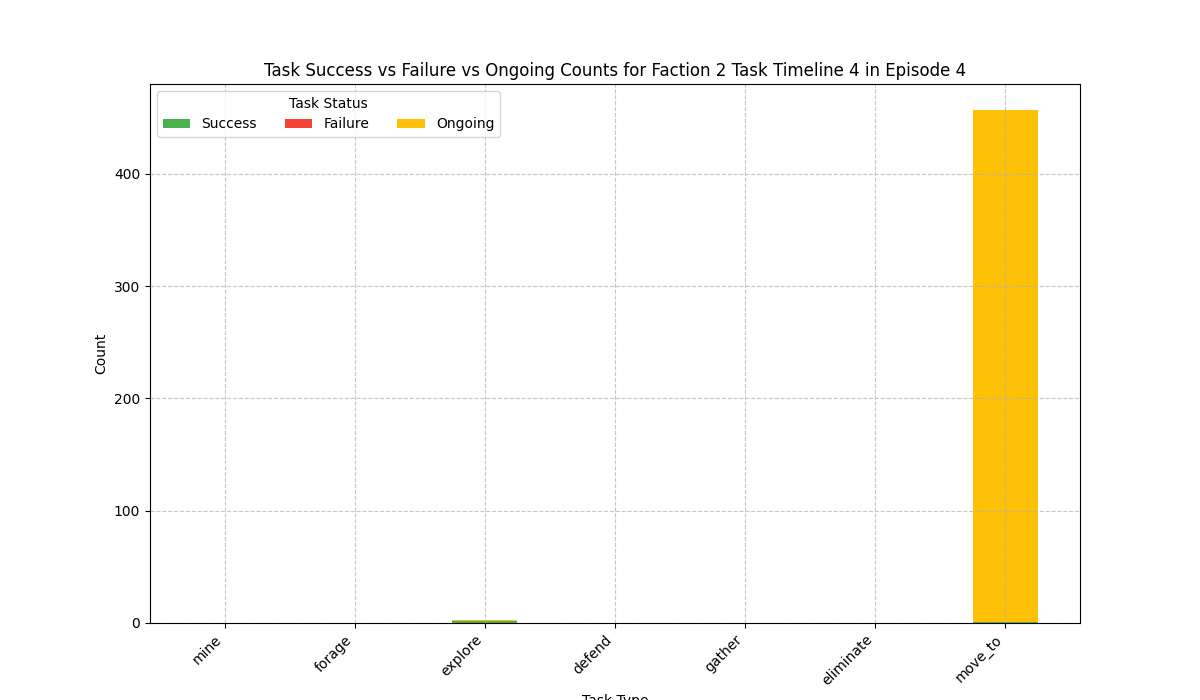 Task Success vs Failure vs Ongoing Counts for Faction 2 Task Timeline 4 in Episode 4
Task Status
Success Failure Ongoing
400
300
200
100
0
Count
mine forage explore defend gather eliminate move_to
Task Type